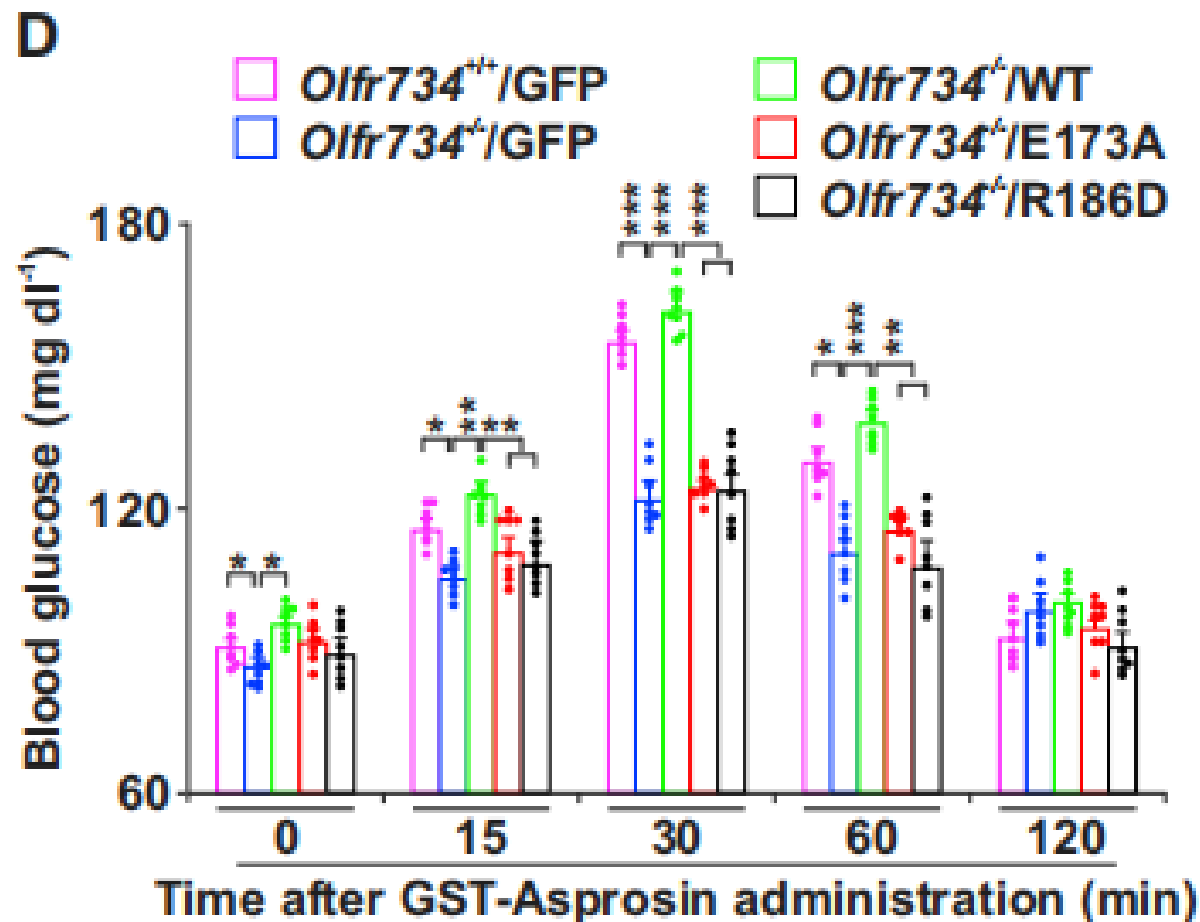 D
Olfr734+/+/GFP
Olfr734-/-/GFP
Olfr734-/-/WT
Olfr734-/-/E173A
Olfr734-/-/R186D
Blood glucose (mg dl-1)
180
120
60
* *
* ** **
*** *** ***
* *** **
0 15 30 60 120
Time after GST-Asprosin administration (min)